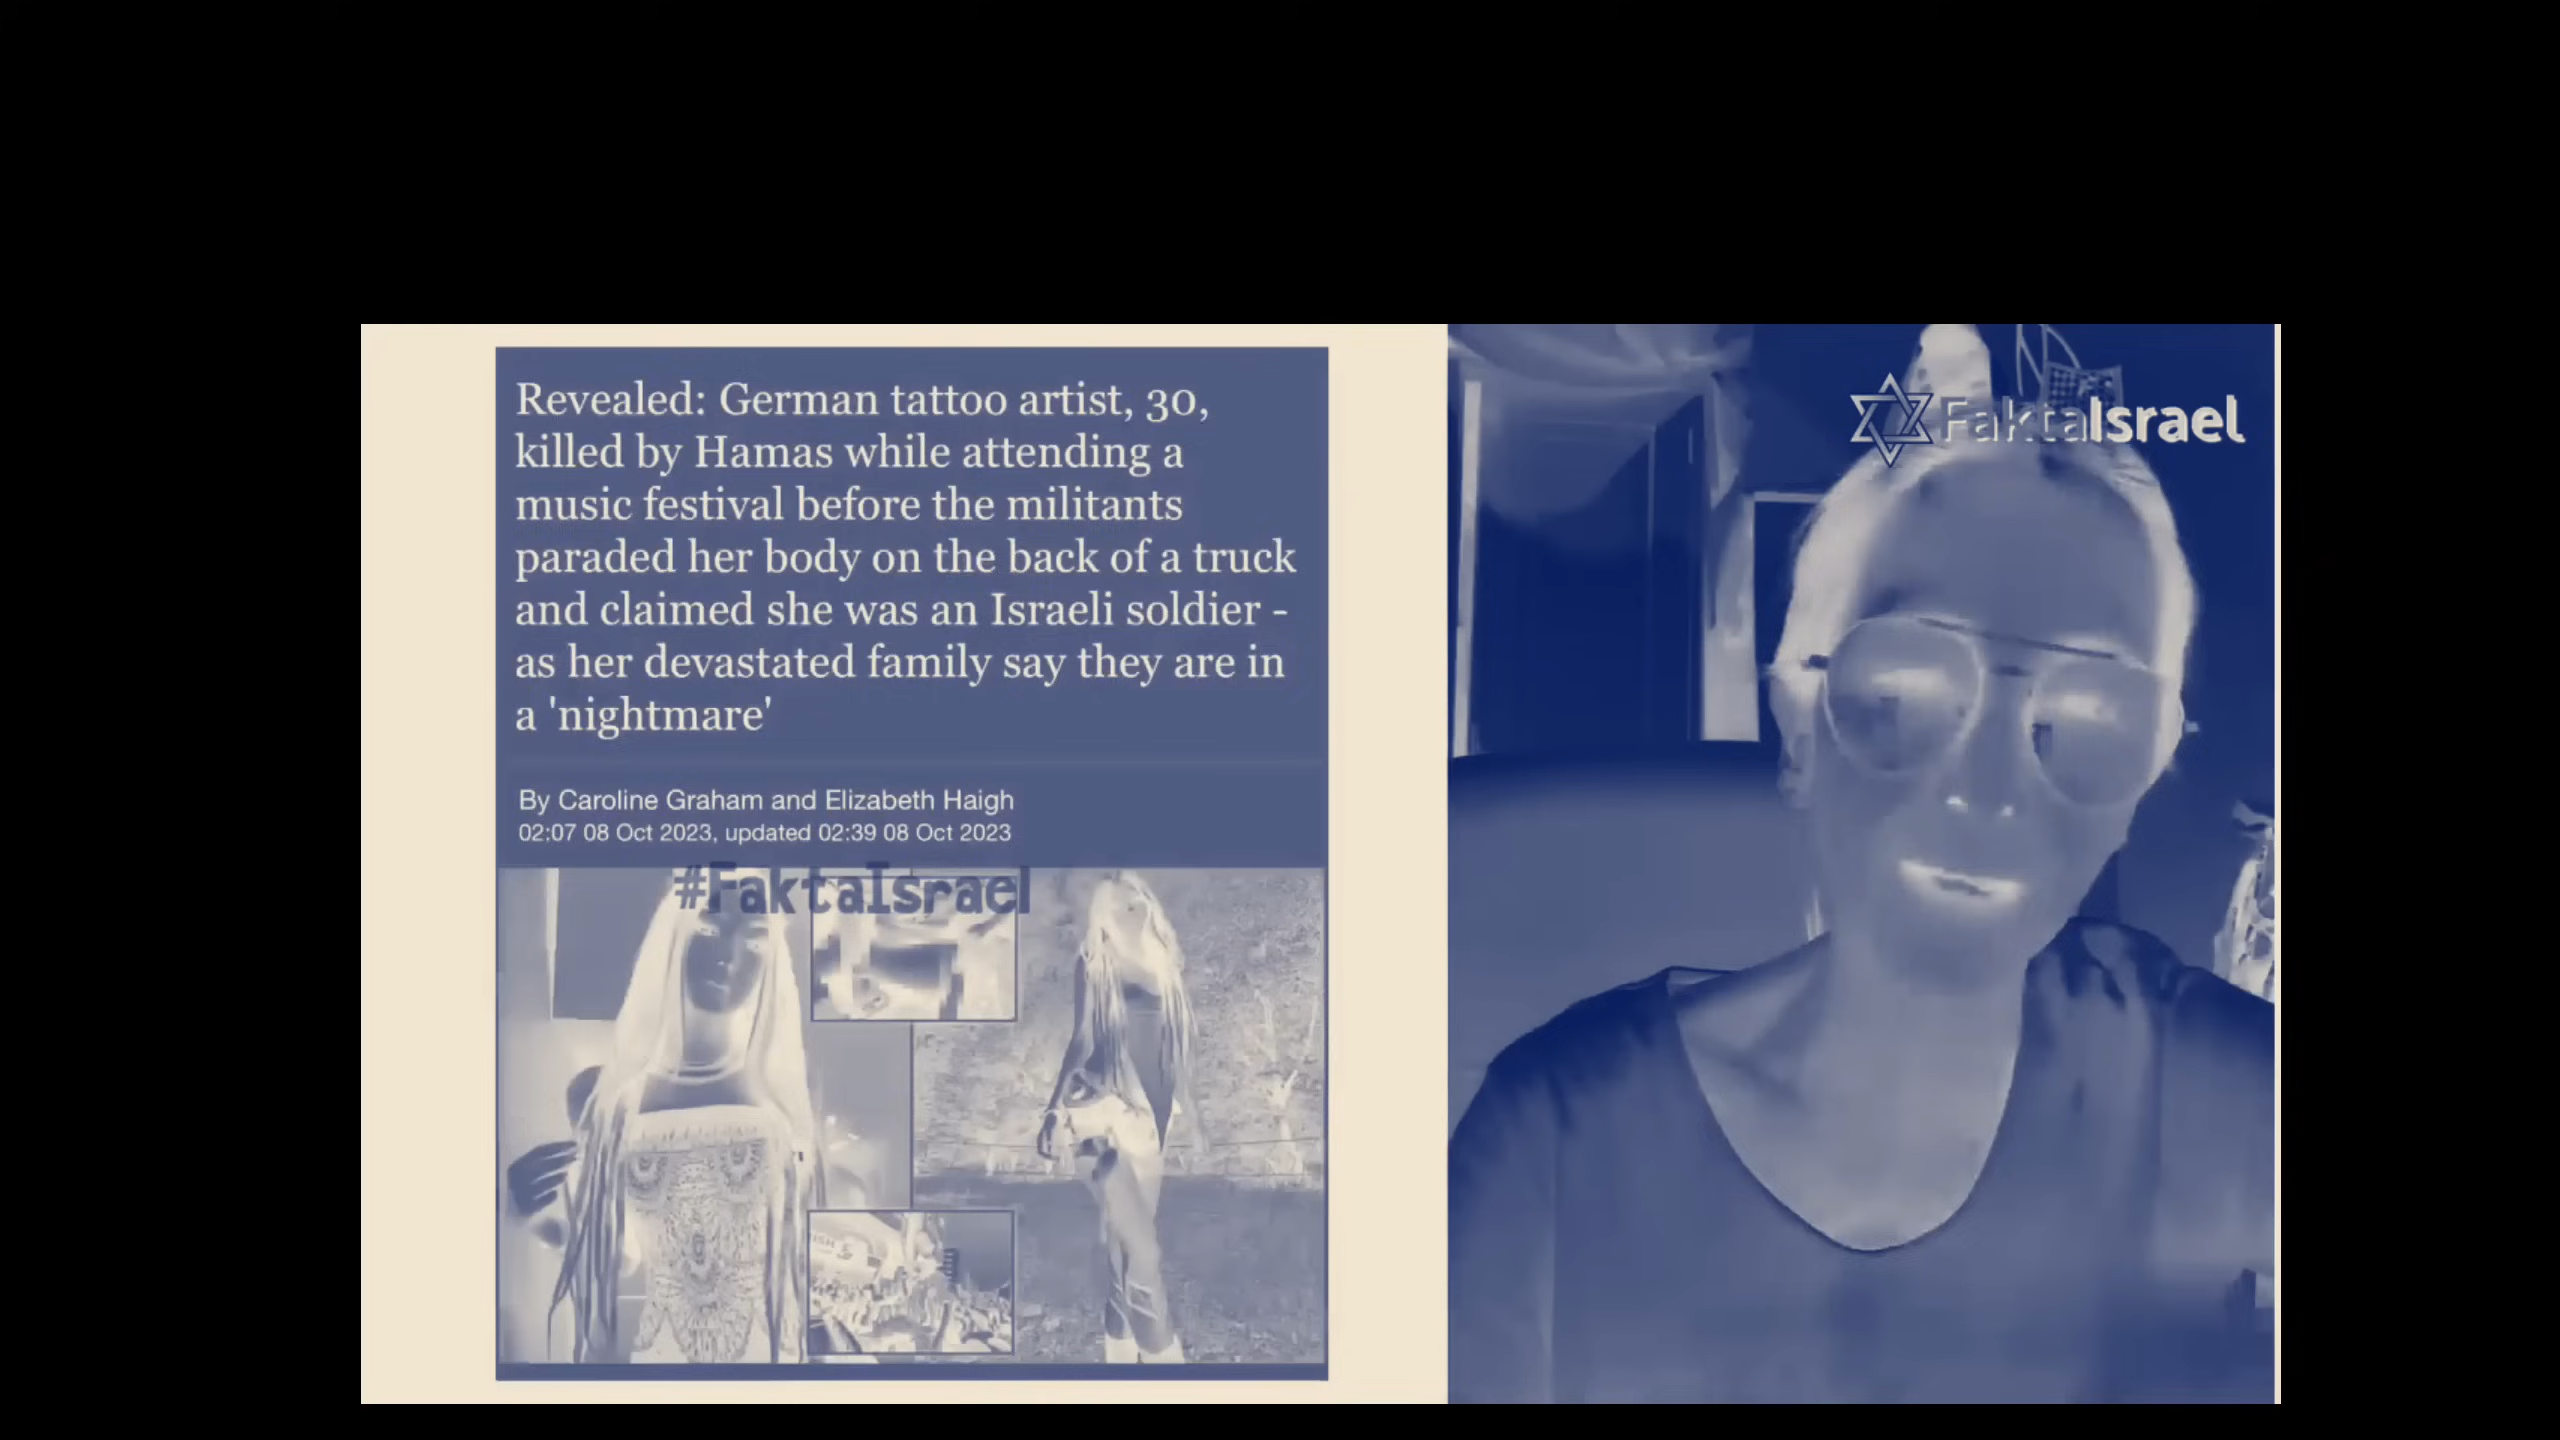 Revealed: German tattoo artist, 30,
killed by Hamas while attending a
music festival before the militants
paraded her body on the back of a truck
and claimed she was an Israeli soldier -
as her devastated family say they are in
a 'nightmare'
By Caroline Graham and Elizabeth Haigh
02:07 08 Oct 2023, updated 02:39 08 Oct 2023
#FaktaIsrael
FaktaIsrael